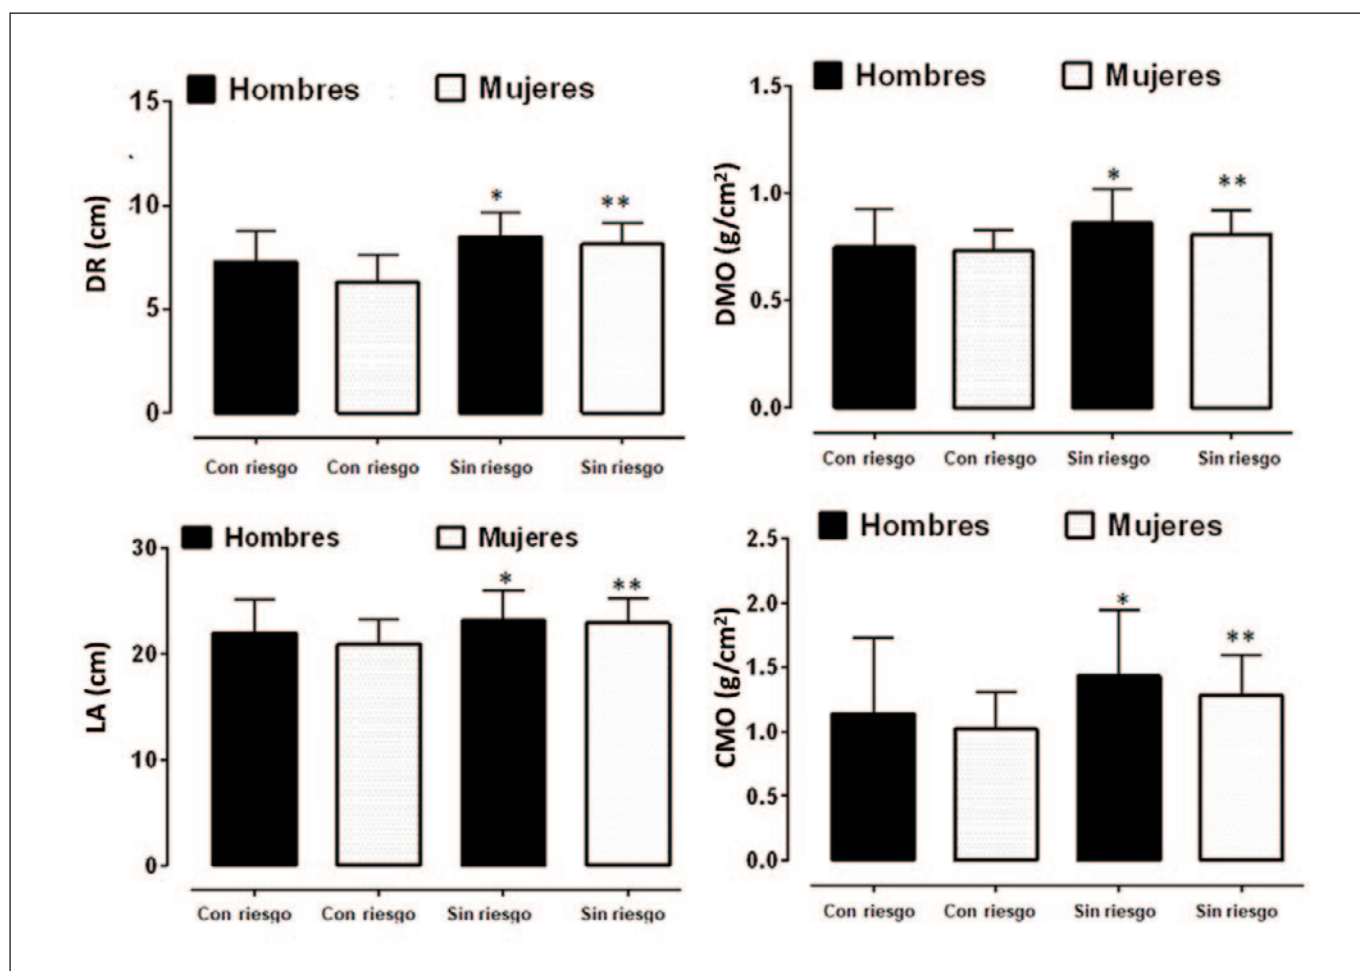 Hombres Mujeres
15
10
5
0
DR (cm)
* **
Con riesgo Con riesgo Sin riesgo Sin riesgo
Hombres Mujeres
1.5
1.0
0.5
0.0
DMO (g/cm²)
* **
Con riesgo Con riesgo Sin riesgo Sin riesgo
Hombres Mujeres
30
20
10
0
LA (cm)
* **
Con riesgo Con riesgo Sin riesgo Sin riesgo
Hombres Mujeres
2.5
2.0
1.5
1.0
0.5
0.0
CMO (g/cm²)
* **
Con riesgo Con riesgo Sin riesgo Sin riesgo